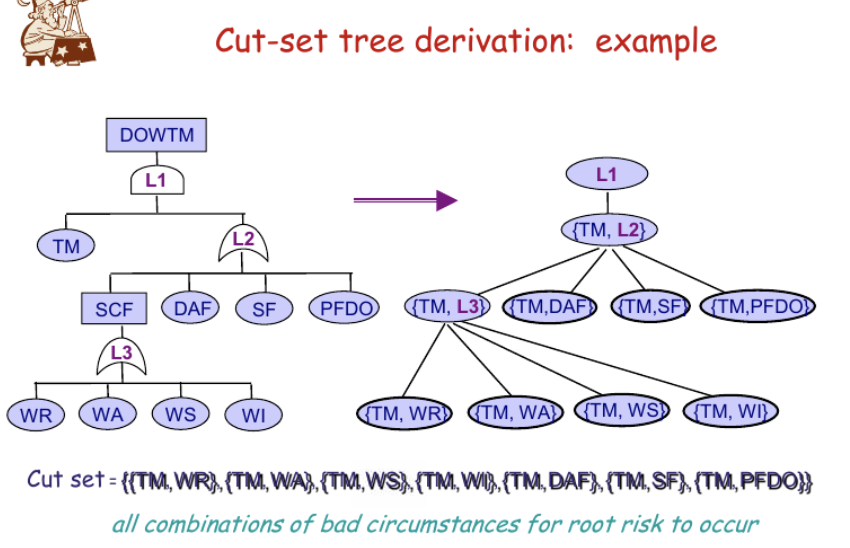 Cut-set tree derivation: example
DOWTM
L1
TM
L2
SCF
DAF
SF
PFDO
L3
WR
WA
WS
WI
L1
{TM, L2}
{TM, L3}
{TM,DAF}
{TM,SF}
{TM,PFDO}
{TM, WR}
{TM, WA}
{TM, WS}
{TM, WI}
Cut set = {{TM,WR},{TM,WA},{TM,WS},{TM,WI},{TM,DAF},{TM,SF},{TM,PFDO}}
all combinations of bad circumstances for root risk to occur